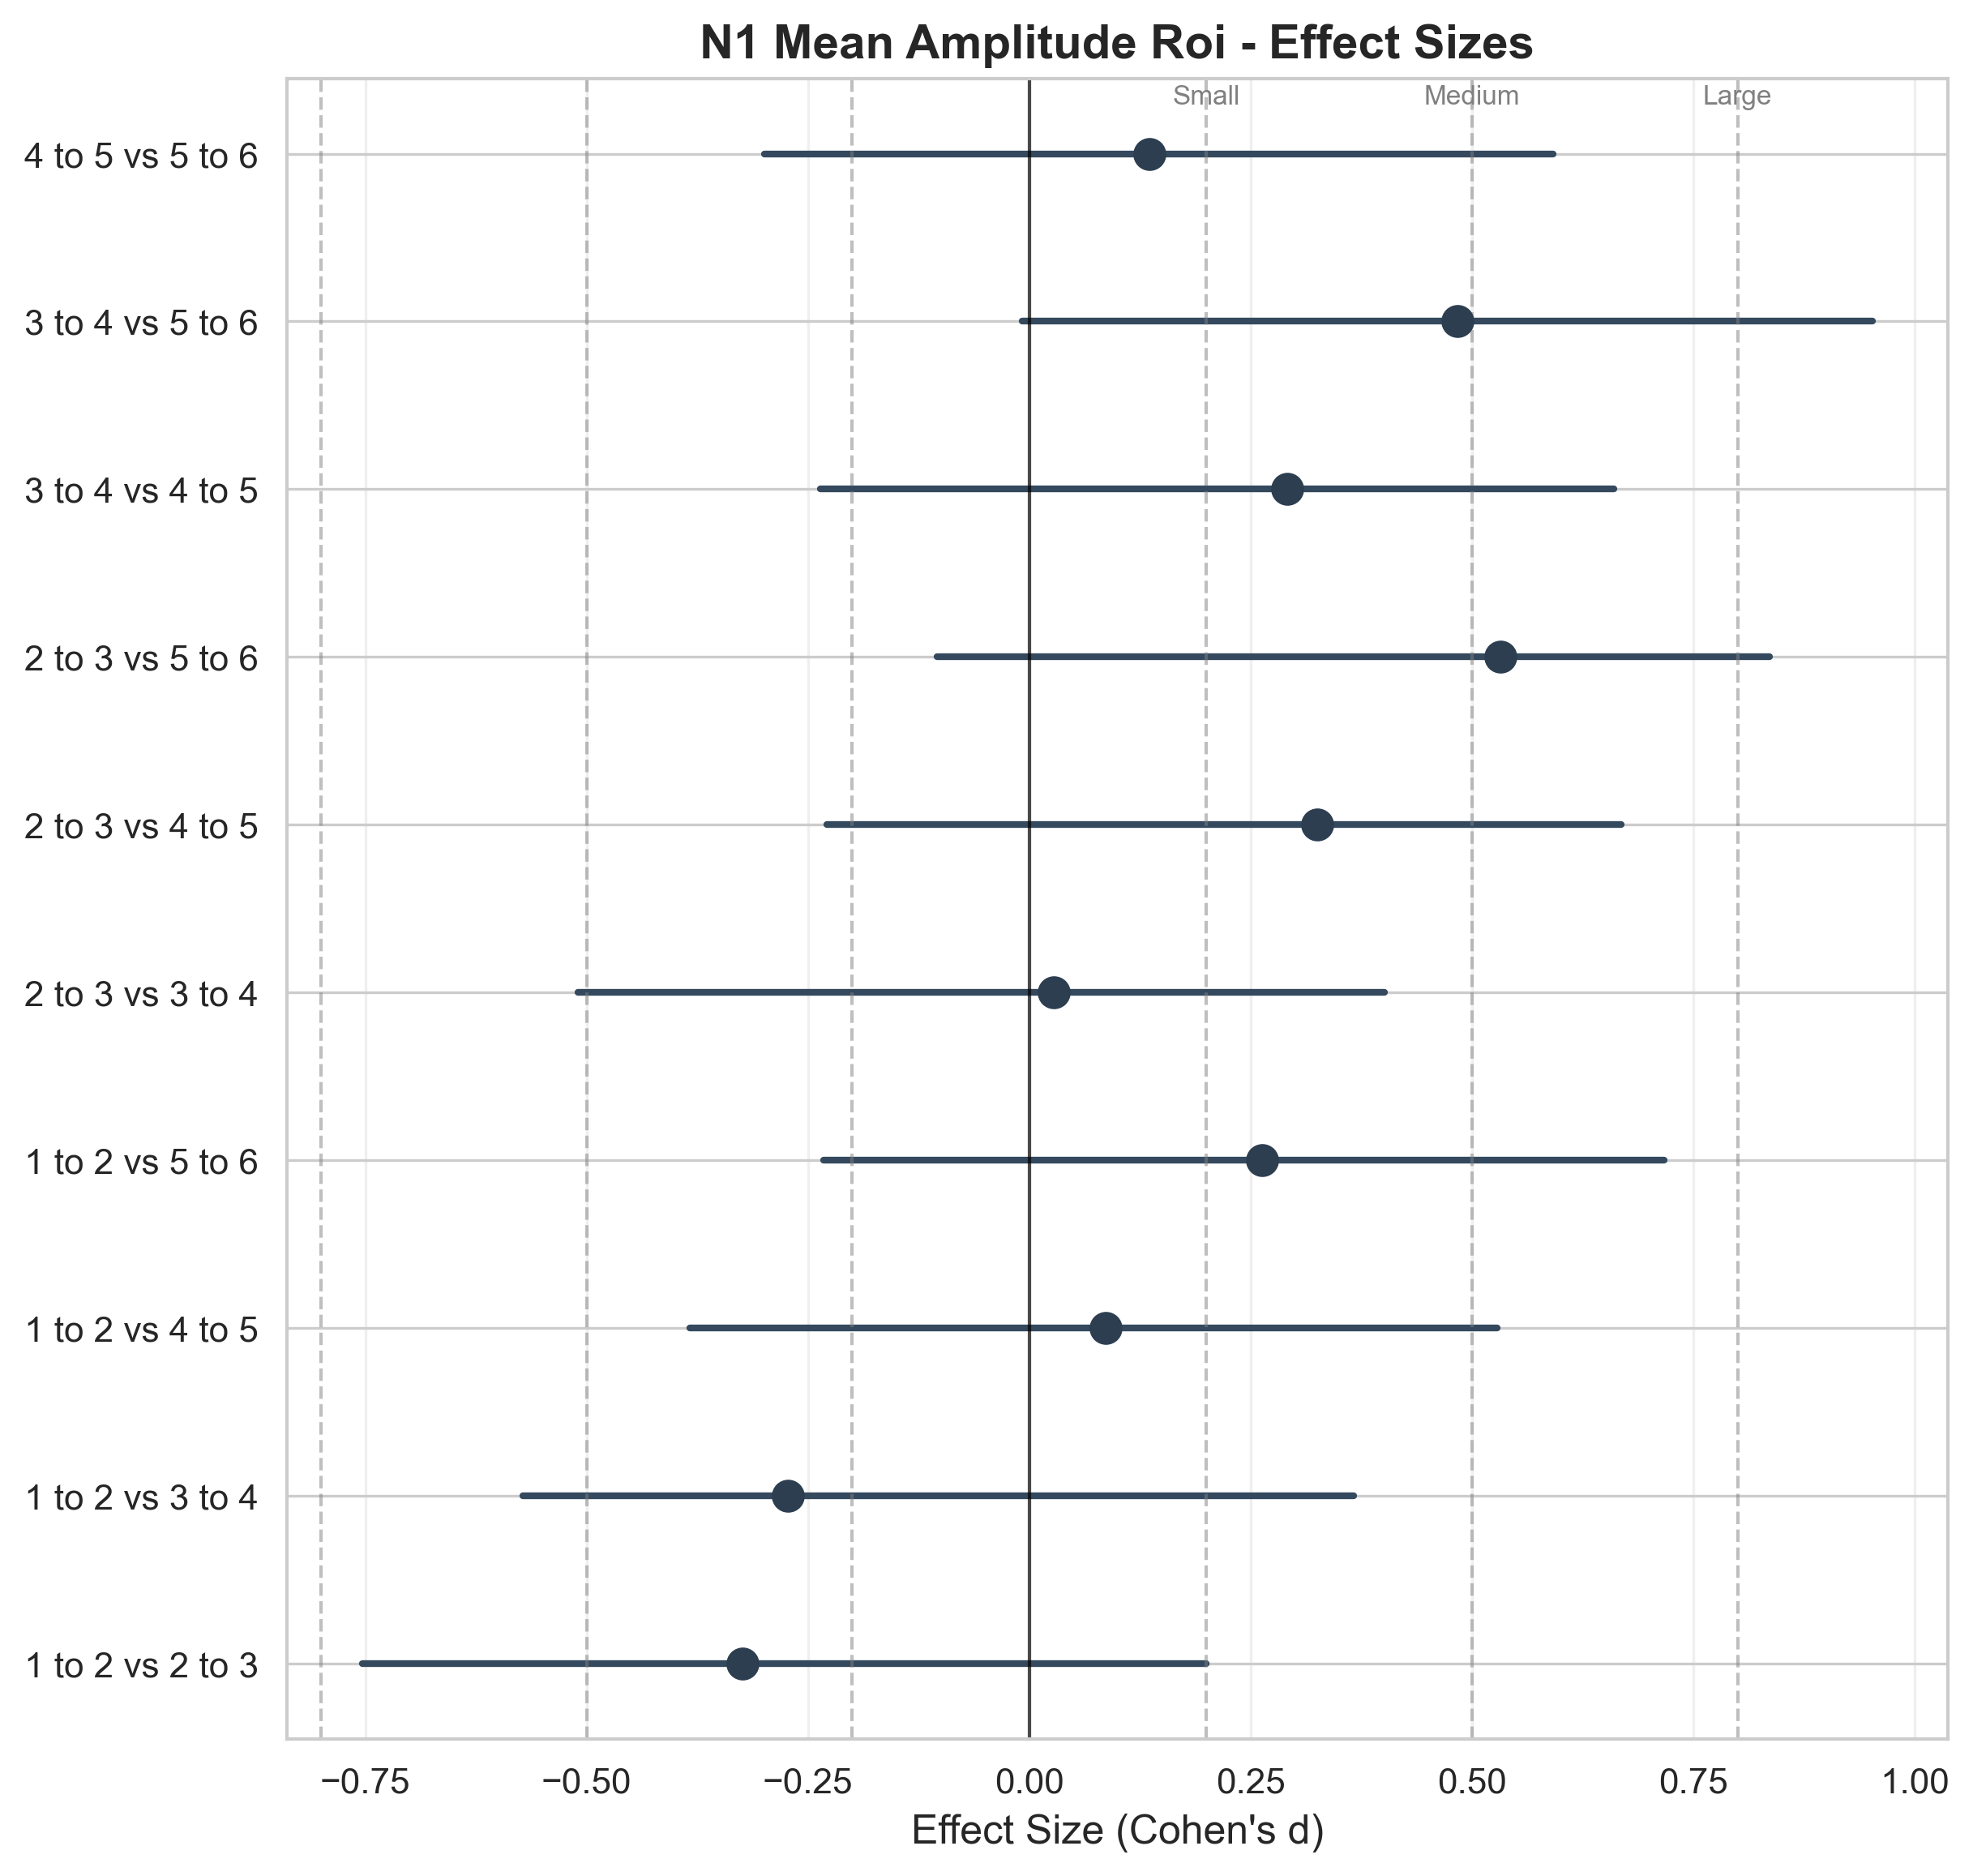 N1 Mean Amplitude Roi - Effect Sizes
Small Medium Large
4 to 5 vs 5 to 6
3 to 4 vs 5 to 6
3 to 4 vs 4 to 5
2 to 3 vs 5 to 6
2 to 3 vs 4 to 5
2 to 3 vs 3 to 4
1 to 2 vs 5 to 6
1 to 2 vs 4 to 5
1 to 2 vs 3 to 4
1 to 2 vs 2 to 3
−0.75 −0.50 −0.25 0.00 0.25 0.50 0.75 1.00
Effect Size (Cohen's d)